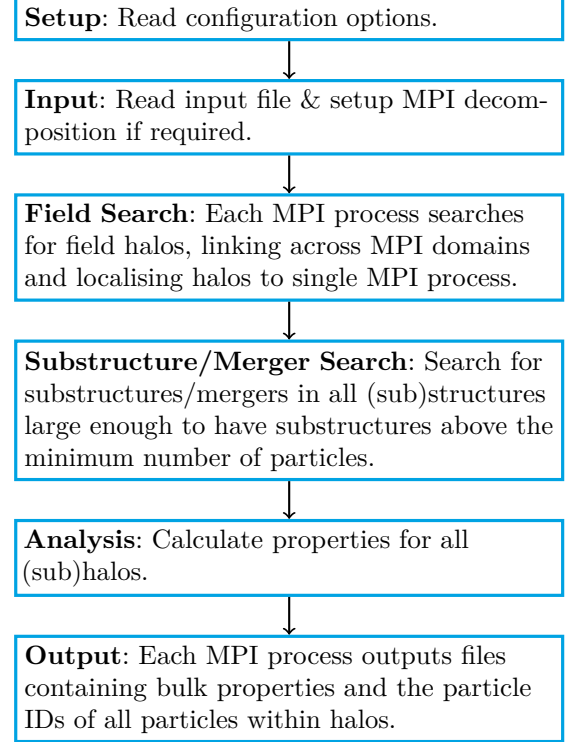 Setup: Read configuration options.
Input: Read input file & setup MPI decom-
position if required.
Field Search: Each MPI process searches
for field halos, linking across MPI domains
and localising halos to single MPI process.
Substructure/Merger Search: Search for
substructures/mergers in all (sub)structures
large enough to have substructures above the
minimum number of particles.
Analysis: Calculate properties for all
(sub)halos.
Output: Each MPI process outputs files
containing bulk properties and the particle
IDs of all particles within halos.